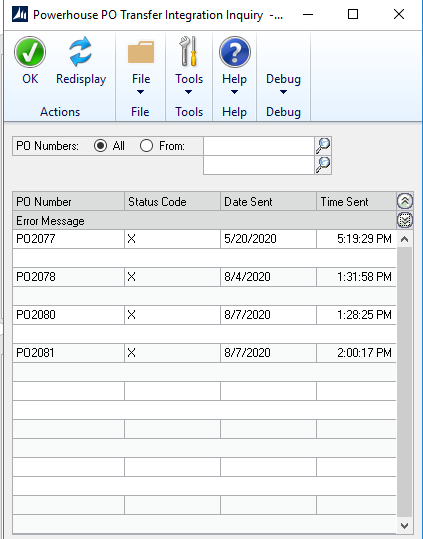 Powerhouse PO Transfer Integration Inquiry -...
OK Redisplay File Tools Help Debug
Actions File Tools Help Debug
PO Numbers: All From:
PO Number Status Code Date Sent Time Sent
Error Message
PO2077 X 5/20/2020 5:19:29 PM
PO2078 X 8/4/2020 1:31:58 PM
PO2080 X 8/7/2020 1:28:25 PM
PO2081 X 8/7/2020 2:00:17 PM